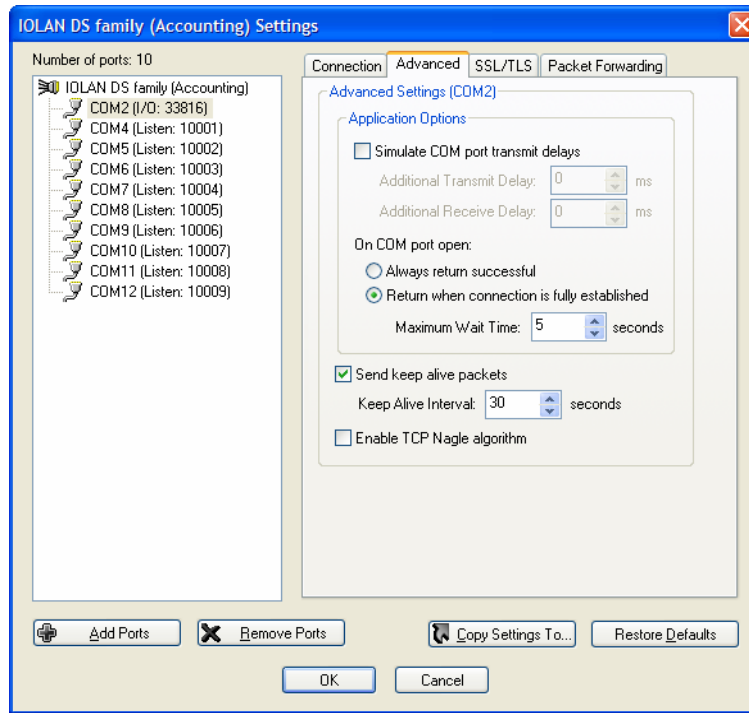 IOLAN DS family (Accounting) Settings
Number of ports: 10
IOLAN DS family (Accounting)
COM2 (I/O: 33816)
COM4 (Listen: 10001)
COM5 (Listen: 10002)
COM6 (Listen: 10003)
COM7 (Listen: 10004)
COM8 (Listen: 10005)
COM9 (Listen: 10006)
COM10 (Listen: 10007)
COM11 (Listen: 10008)
COM12 (Listen: 10009)
Connection Advanced SSL/TLS Packet Forwarding
Advanced Settings (COM2)
Application Options
Simulate COM port transmit delays
Additional Transmit Delay: 0 ms
Additional Receive Delay: 0 ms
On COM port open:
Always return successful
Return when connection is fully established
Maximum Wait Time: 5 seconds
Send keep alive packets
Keep Alive Interval: 30 seconds
Enable TCP Nagle algorithm
Add Ports Remove Ports Copy Settings To... Restore Defaults
OK Cancel